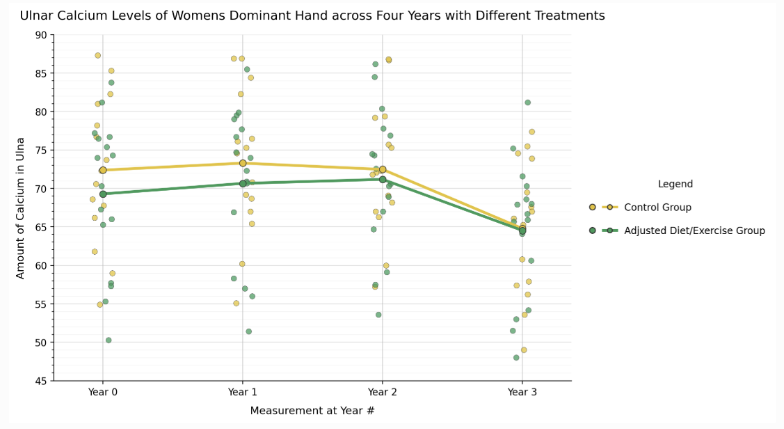 Ulnar Calcium Levels of Womens Dominant Hand across Four Years with Different Treatments
90
85
80
75
70
65
60
55
50
45
Amount of Calcium in Ulna
Year 0
Year 1
Year 2
Year 3
Measurement at Year #
Legend
Control Group
Adjusted Diet/Exercise Group